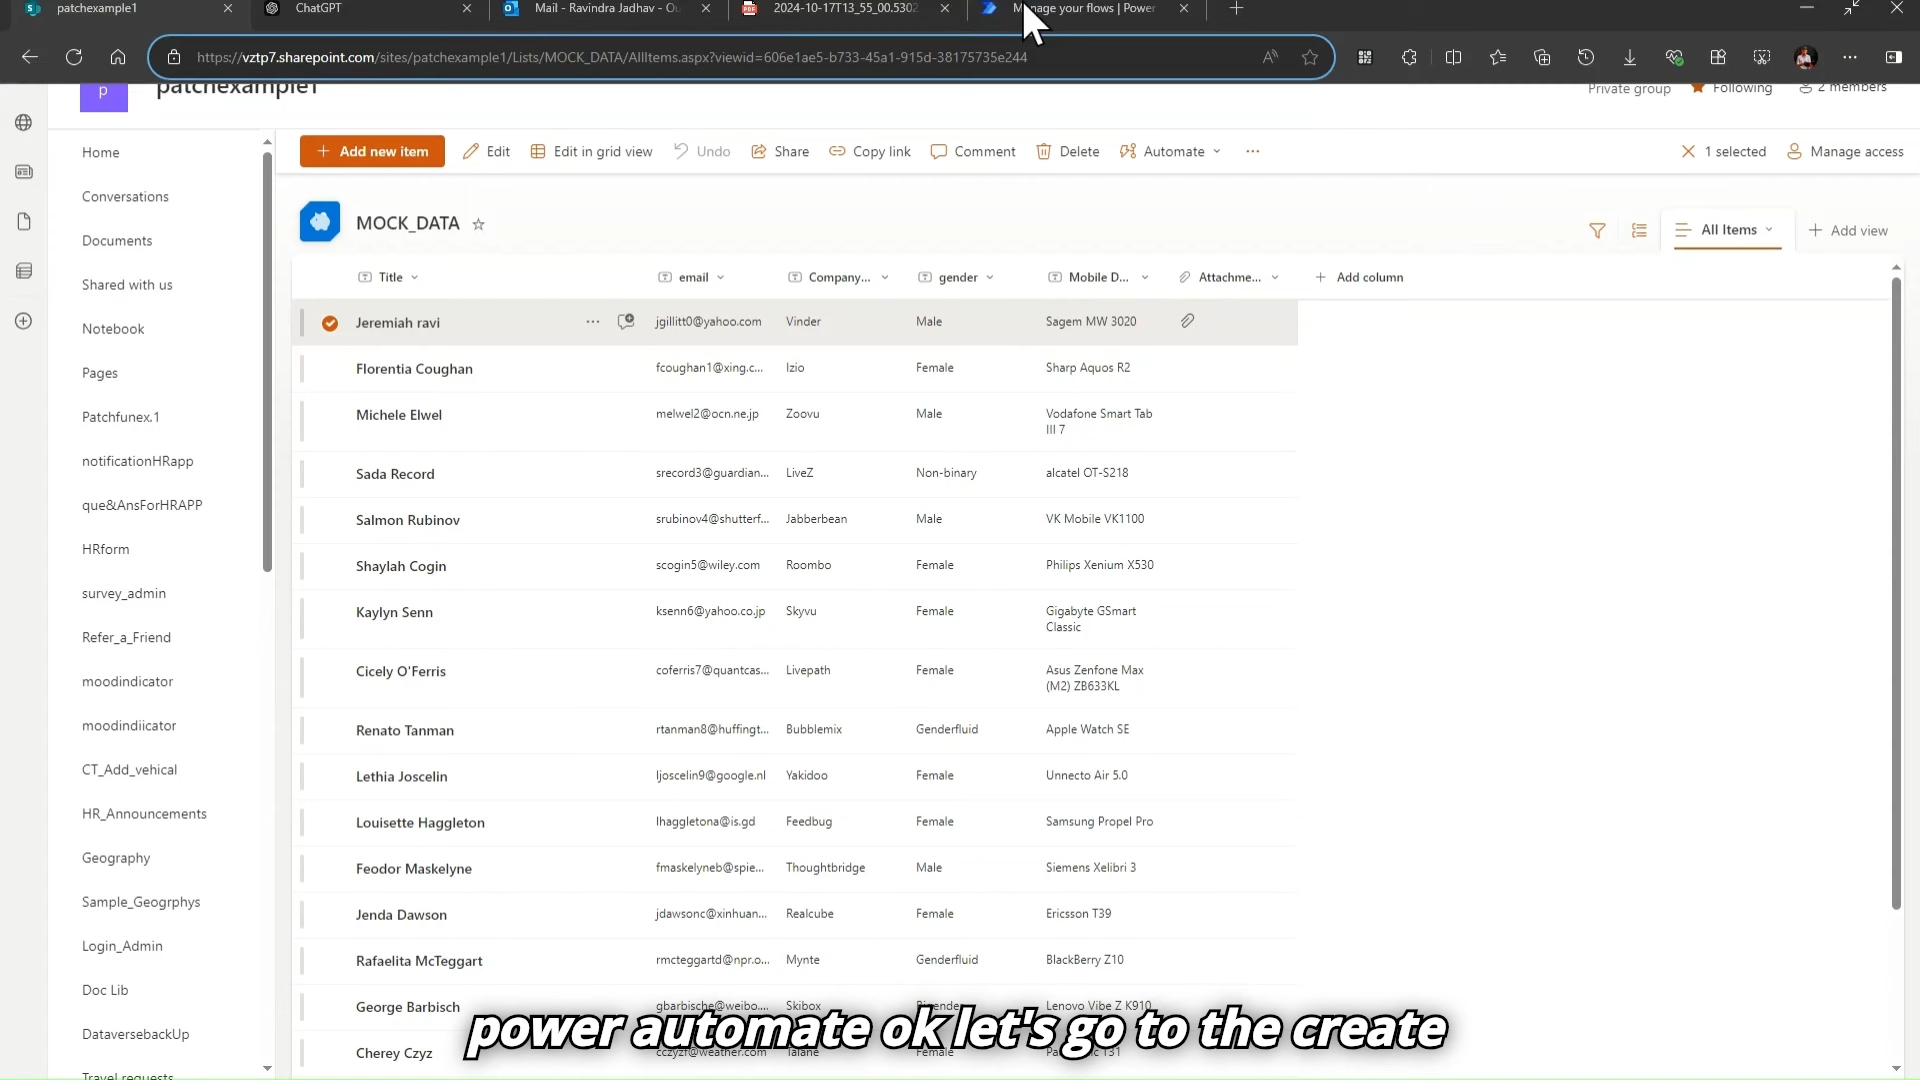 patchexample1
ChatGPT
Mail - Ravindra Jadhav - Ou
2024-10-17T13_55_00.5302
nage your flows | Power
https://vztp7.sharepoint.com/sites/patchexample1/Lists/MOCK_DATA/AllItems.aspx?viewid=606e1ae5-b733-45a1-915d-38175735e244
p
patchexample1
Private group
Following
2 members
Home
Conversations
Documents
Shared with us
Notebook
Pages
Patchfunex.1
notificationHRapp
que&AnsForHRAPP
HRform
survey_admin
Refer_a_Friend
moodindicator
moodindiicator
CT_Add_vehical
HR_Announcements
Geography
Sample_Geogrphys
Login_Admin
Doc Lib
DataversebackUp
Travel requests
+ Add new item
Edit
Edit in grid view
Undo
Share
Copy link
Comment
Delete
Automate
...
1 selected
Manage access
MOCK_DATA
All Items
Add view
Title email Company... gender Mobile D... Attachme... + Add column
Jeremiah ravi ... jgillitt0@yahoo.com Vinder Male Sagem MW 3020
Florentia Coughan fcoughan1@xing.c... Izio Female Sharp Aquos R2
Michele Elwel melwel2@ocn.ne.jp Zoovu Male Vodafone Smart Tab
III 7
Sada Record srecord3@guardian... LiveZ Non-binary alcatel OT-S218
Salmon Rubinov srubinov4@shutterf... Jabberbean Male VK Mobile VK1100
Shaylah Cogin scogin5@wiley.com Roombo Female Philips Xenium X530
Kaylyn Senn ksenn6@yahoo.co.jp Skyvu Female Gigabyte GSmart
Classic
Cicely O'Ferris coferris7@quantcas... Livepath Female Asus Zenfone Max
(M2) ZB633KL
Renato Tanman rtanman8@huffingt... Bubblemix Genderfluid Apple Watch SE
Lethia Joscelin ljoscelin9@google.nl Yakidoo Female Unnecto Air 5.0
Louisette Haggleton lhaggletona@is.gd Feedbug Female Samsung Propel Pro
Feodor Maskelyne fmaskelyneb@spie... Thoughtbridge Male Siemens Xelibri 3
Jenda Dawson jdawsonc@xinhuan... Realcube Female Ericsson T39
Rafaelita McTeggart rmcteggartd@npr.o... Mynte Genderfluid BlackBerry Z10
George Barbisch gbarbische@weibo.... Skibox Lenovo Vibe Z K910
Cherey Czyz
power automate ok let's go to the create